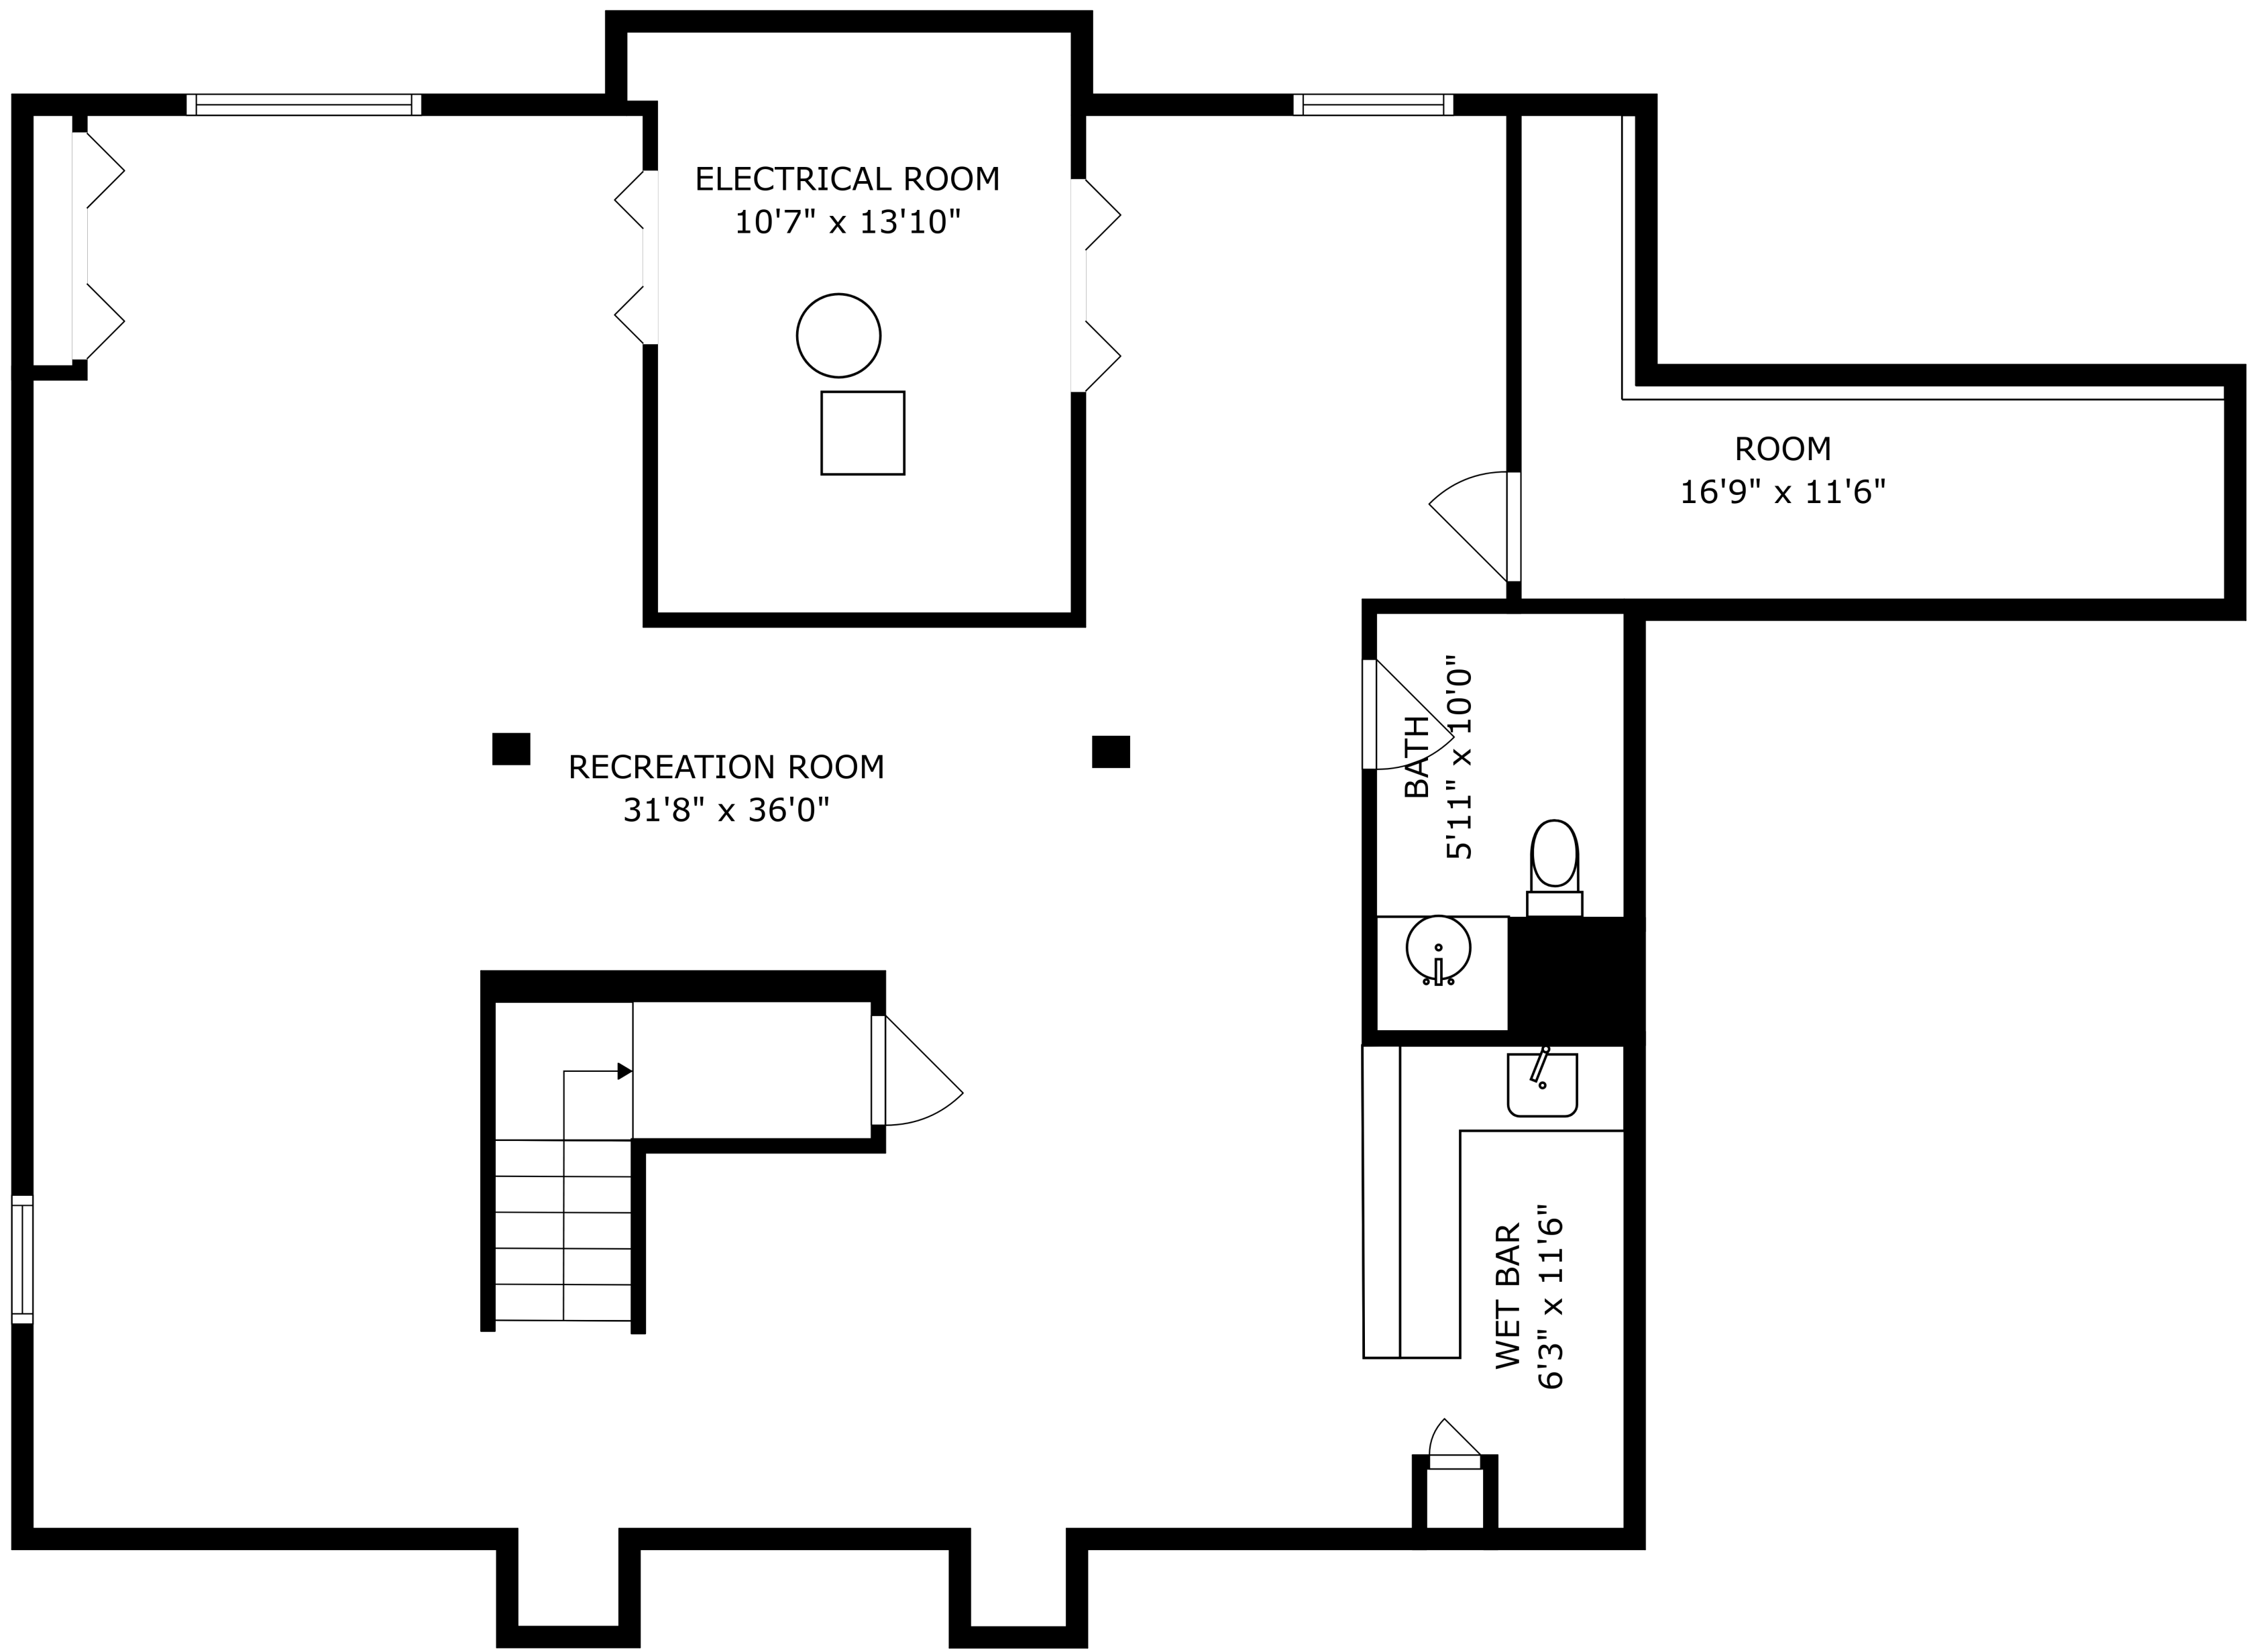 ELECTRICAL ROOM
10'7" x 13'10"
ROOM
16'9" x 11'6"
RECREATION ROOM
31'8" x 36'0"
BATH
5'11" x 10'0"
WET BAR
6'3" x 11'6"